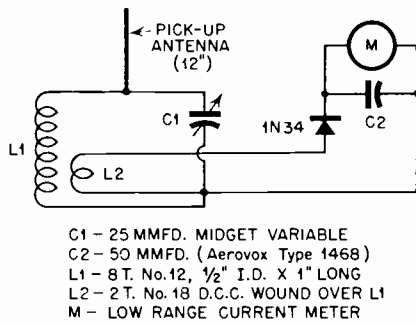 PICK-UP
ANTENNA
(12")
M
C1
1N34
C2
L1
L2
C1 – 25 MMFD. MIDGET VARIABLE
C2 – 50 MMFD. (Aerovox Type 1468)
L1 – 8 T. No. 12, 1/2" I.D. X 1" LONG
L2 – 2 T. No. 18 D.C.C. WOUND OVER L1
M – LOW RANGE CURRENT METER